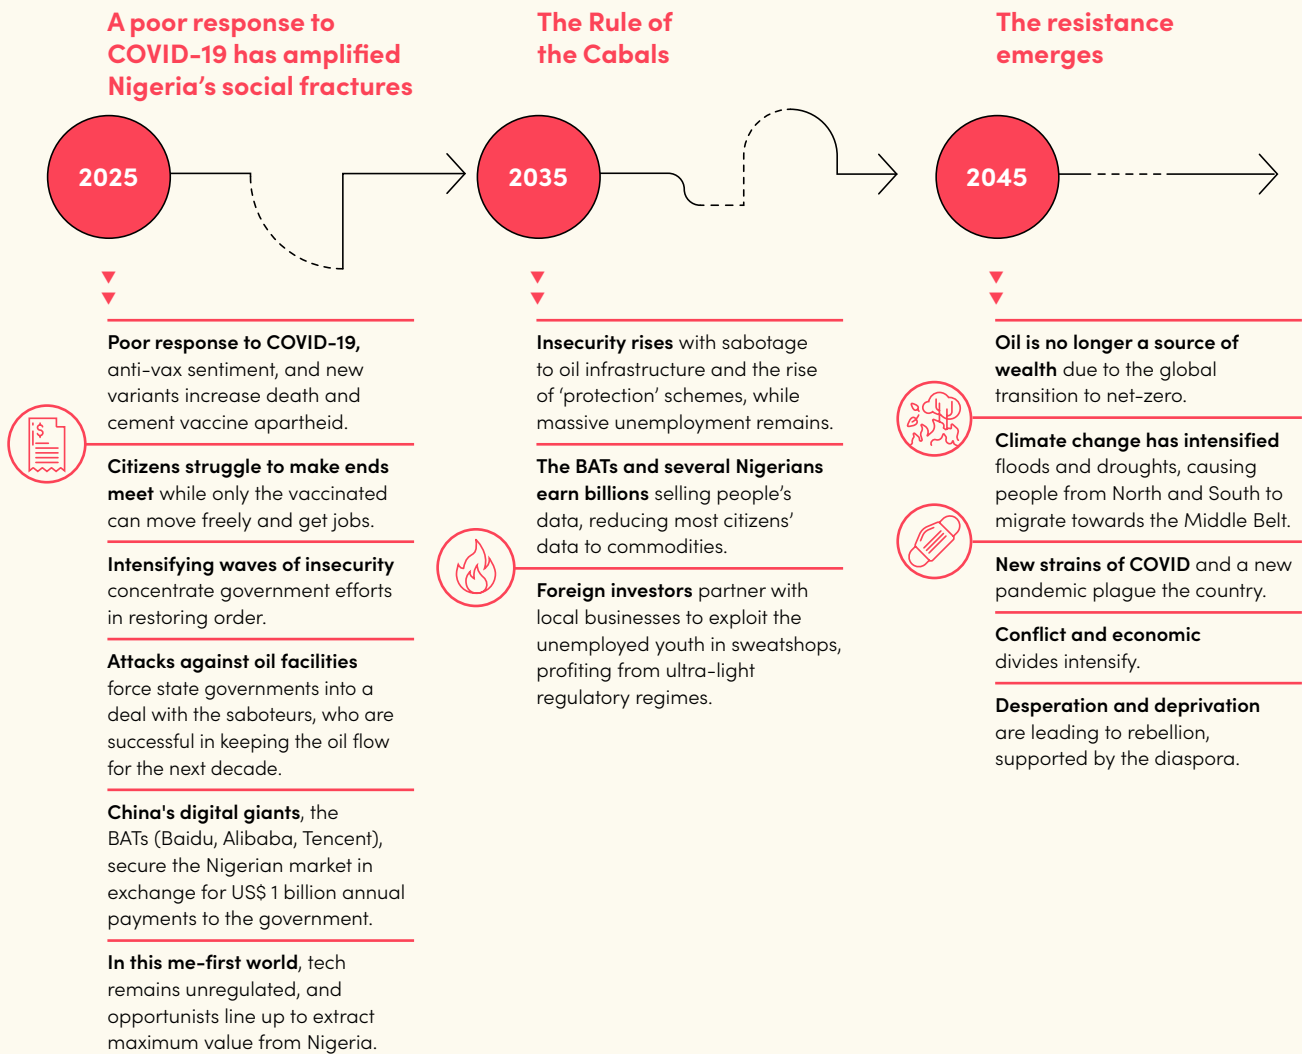 A poor response to
COVID-19 has amplified
Nigeria's social fractures
2025
Poor response to COVID-19,
anti-vax sentiment, and new
variants increase death and
cement vaccine apartheid.
$
Citizens struggle to make ends
meet while only the vaccinated
can move freely and get jobs.
Intensifying waves of insecurity
concentrate government efforts
in restoring order.
Attacks against oil facilities
force state governments into a
deal with the saboteurs, who are
successful in keeping the oil flow
for the next decade.
China's digital giants, the
BATs (Baidu, Alibaba, Tencent),
secure the Nigerian market in
exchange for US$ 1 billion annual
payments to the government.
In this me-first world, tech
remains unregulated, and
opportunists line up to extract
maximum value from Nigeria.
The Rule of
the Cabals
2035
Insecurity rises with sabotage
to oil infrastructure and the rise
of 'protection' schemes, while
massive unemployment remains.
The BATs and several Nigerians
earn billions selling people's
data, reducing most citizens'
data to commodities.
Foreign investors partner with
local businesses to exploit the
unemployed youth in sweatshops,
profiting from ultra-light
regulatory regimes.
The resistance
emerges
2045
Oil is no longer a source of
wealth due to the global
transition to net-zero.
Climate change has intensified
floods and droughts, causing
people from North and South to
migrate towards the Middle Belt.
New strains of COVID and a new
pandemic plague the country.
Conflict and economic
divides intensify.
Desperation and deprivation
are leading to rebellion,
supported by the diaspora.